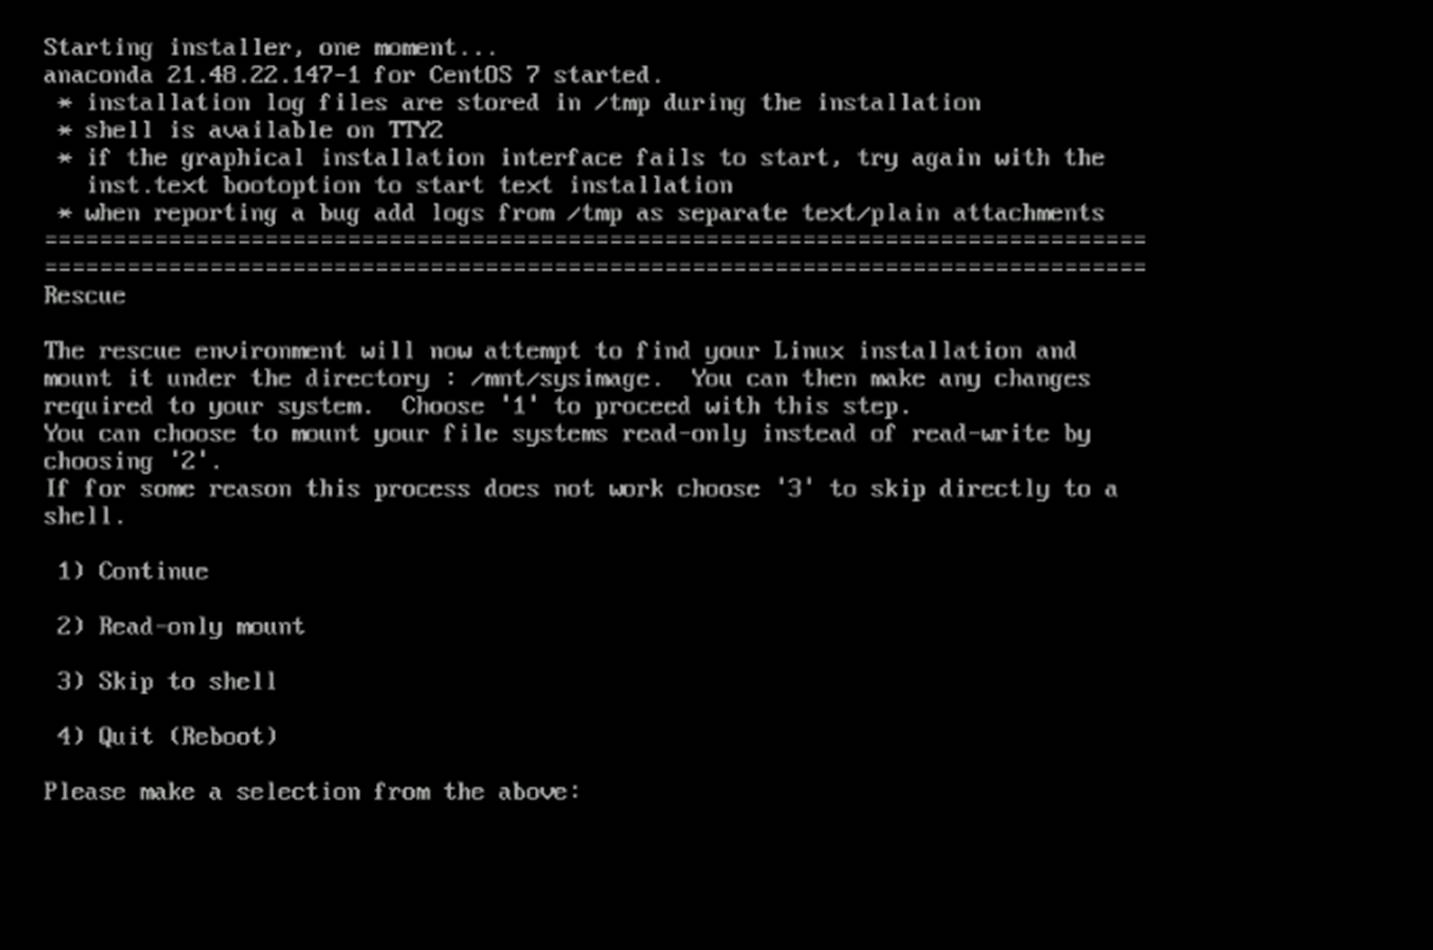 Starting installer, one moment...
anaconda 21.48.22.147-1 for CentOS 7 started.
 * installation log files are stored in /tmp during the installation
 * shell is available on TTY2
 * if the graphical installation interface fails to start, try again with the
   inst.text bootoption to start text installation
 * when reporting a bug add logs from /tmp as separate text/plain attachments
================================================================================
================================================================================
Rescue

The rescue environment will now attempt to find your Linux installation and
mount it under the directory : /mnt/sysimage.  You can then make any changes
required to your system.  Choose '1' to proceed with this step.
You can choose to mount your file systems read-only instead of read-write by
choosing '2'.
If for some reason this process does not work choose '3' to skip directly to a
shell.

 1) Continue

 2) Read-only mount

 3) Skip to shell

 4) Quit (Reboot)

Please make a selection from the above: